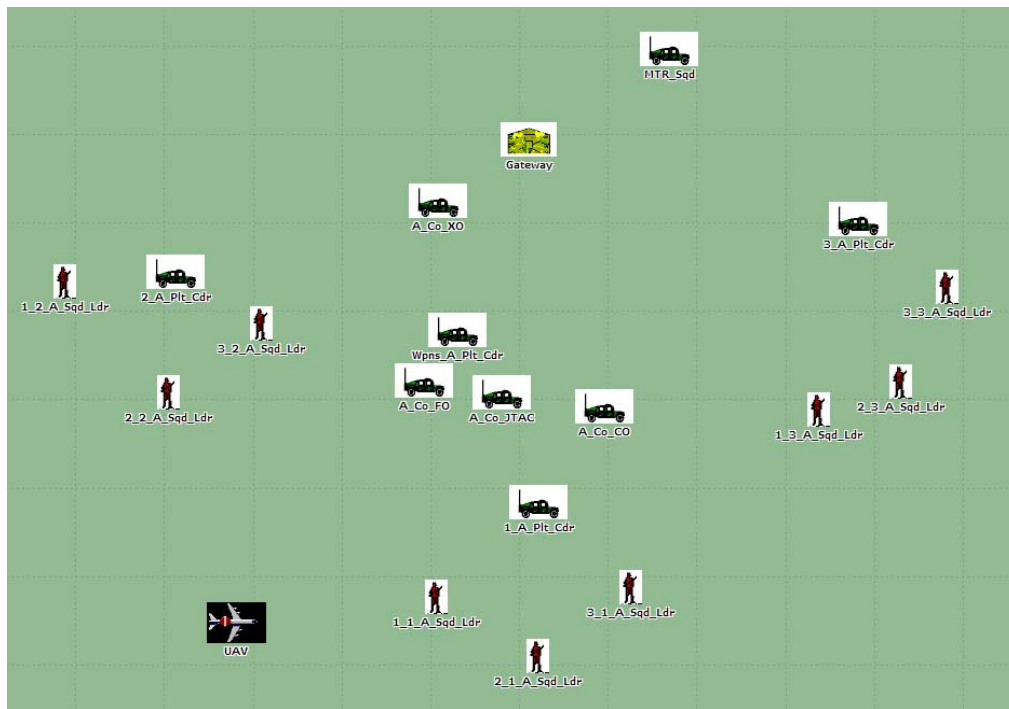 MTR_Sqd
Gateway
A_Co_XO
3_A_Plt_Cdr
2_A_Plt_Cdr
1_2_A_Sqd_Ldr
3_3_A_Sqd_Ldr
3_2_A_Sqd_Ldr
Wpns_A_Plt_Cdr
A_Co_FO
2_3_A_Sqd_Ldr
2_2_A_Sqd_Ldr
A_Co_JTAC
A_Co_CO
1_3_A_Sqd_Ldr
1_A_Plt_Cdr
3_1_A_Sqd_Ldr
1_1_A_Sqd_Ldr
UAV
2_1_A_Sqd_Ldr